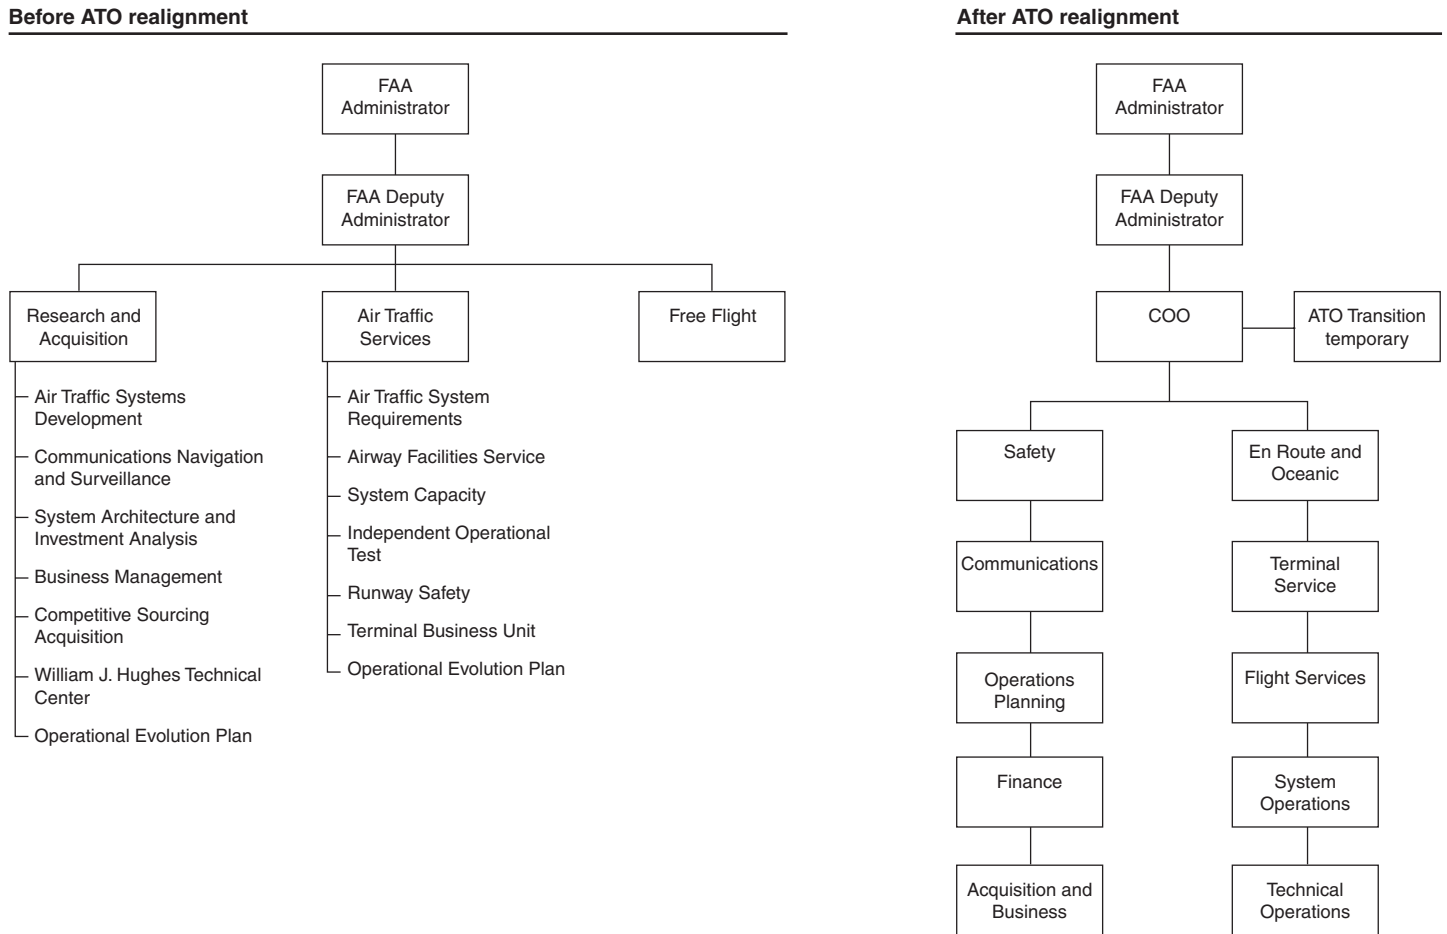 Before ATO realignment
FAA
Administrator
FAA Deputy
Administrator
Research and
Acquisition
Air Traffic
Services
Free Flight
Air Traffic Systems
Development
Communications Navigation
and Surveillance
System Architecture and
Investment Analysis
Business Management
Competitive Sourcing
Acquisition
William J. Hughes Technical
Center
Operational Evolution Plan
Air Traffic System
Requirements
Airway Facilities Service
System Capacity
Independent Operational
Test
Runway Safety
Terminal Business Unit
Operational Evolution Plan
After ATO realignment
FAA
Administrator
FAA Deputy
Administrator
COO
ATO Transition
temporary
Safety
Communications
Operations
Planning
Finance
Acquisition and
Business
En Route and
Oceanic
Terminal
Service
Flight Services
System
Operations
Technical
Operations